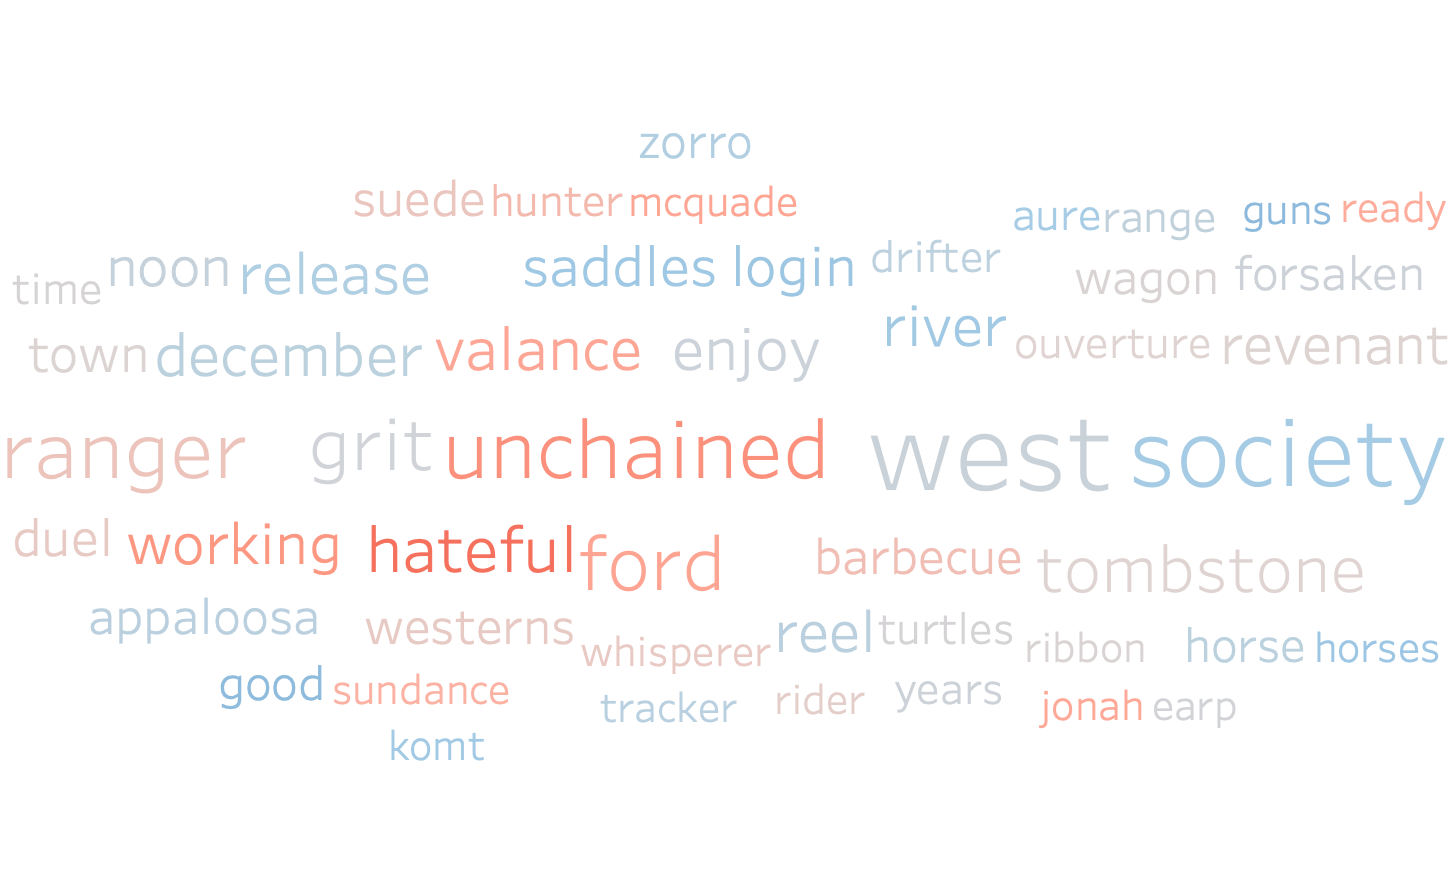 zorro
suede hunter mcquade aure range guns ready
time noon release saddles login drifter wagon forsaken
town december valance enjoy river ouverture revenant
ranger grit unchained west society
duel working hateful ford barbecue tombstone
appaloosa westerns whisperer reel turtles ribbon horse horses
good sundance tracker rider years jonah earp
komt